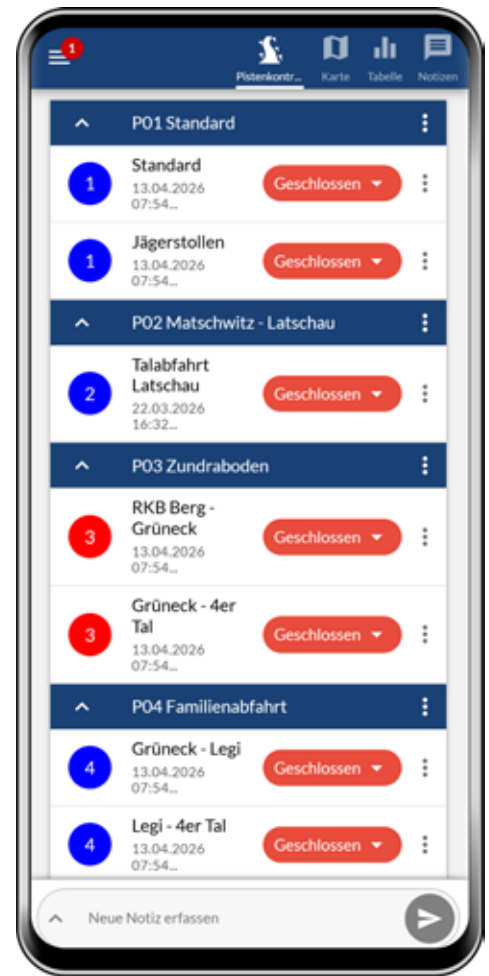 1
Pistenkontr...
Karte
Tabelle
Notizen
P01 Standard
1
Standard
13.04.2026
07:54...
Geschlossen
1
Jägerstollen
13.04.2026
07:54...
Geschlossen
P02 Matschwitz - Latschau
2
Talabfahrt
Latschau
22.03.2026
16:32...
Geschlossen
P03 Zundraboden
3
RKB Berg -
Grüneck
13.04.2026
07:54...
Geschlossen
3
Grüneck - 4er
Tal
13.04.2026
07:54...
Geschlossen
P04 Familienabfahrt
4
Grüneck - Legi
13.04.2026
07:54...
Geschlossen
4
Legi - 4er Tal
13.04.2026
07:54...
Geschlossen
Neue Notiz erfassen